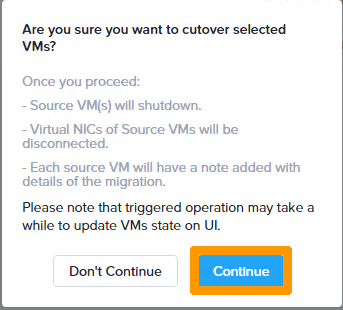 Are you sure you want to cutover selected
VMs?
Once you proceed:
- Source VM(s) will shutdown.
- Virtual NICs of Source VMs will be
disconnected.
- Each source VM will have a note added with
details of the migration.
Please note that triggered operation may take a
while to update VMs state on UI.
Don't Continue
Continue